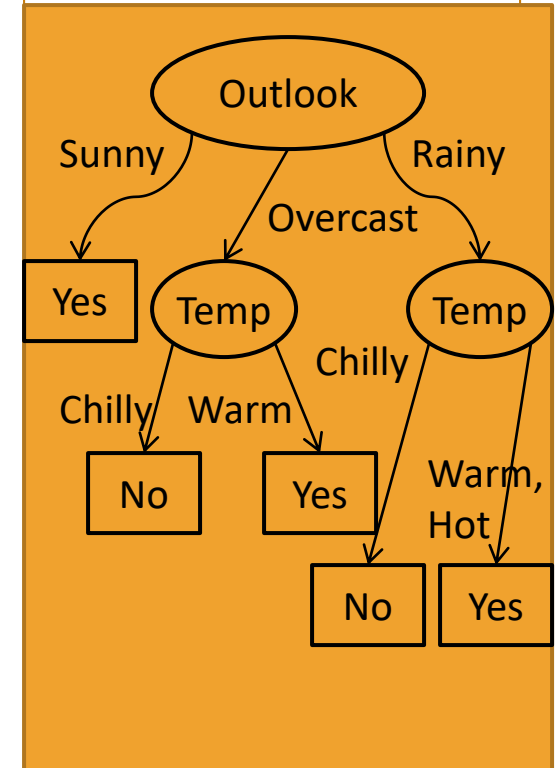 Outlook
Sunny
Rainy
Overcast
Yes
Temp
Temp
Chilly
Chilly
Warm
No
Yes
Warm,
Hot
No
Yes